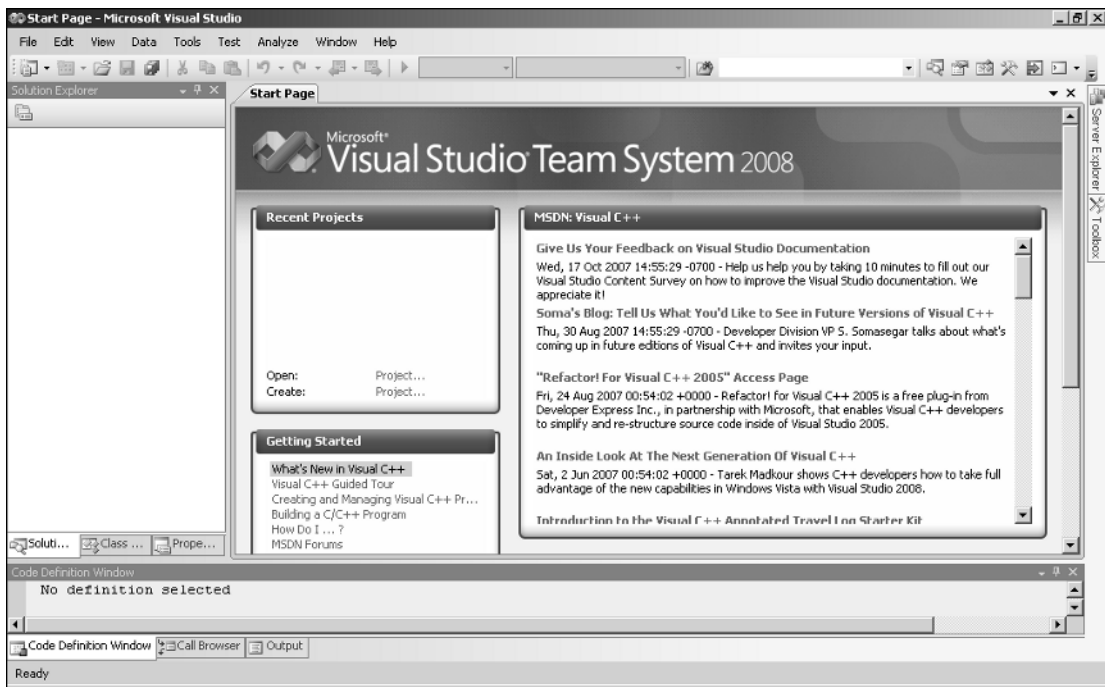 Start Page - Microsoft Visual Studio
File Edit View Data Tools Test Analyze Window Help
Solution Explorer
Start Page
Microsoft®
Visual Studio Team System 2008
Recent Projects
Open: Project...
Create: Project...
Getting Started
What's New in Visual C++
Visual C++ Guided Tour
Creating and Managing Visual C++ Pr...
Building a C/C++ Program
How Do I ... ?
MSDN Forums
MSDN: Visual C++
Give Us Your Feedback on Visual Studio Documentation
Wed, 17 Oct 2007 14:55:29 -0700 - Help us help you by taking 10 minutes to fill out our
Visual Studio Content Survey on how to improve the Visual Studio documentation. We
appreciate it!
Soma's Blog: Tell Us What You'd Like to See in Future Versions of Visual C++
Thu, 30 Aug 2007 14:55:29 -0700 - Developer Division VP S. Somasegar talks about what's
coming up in future editions of Visual C++ and invites your input.
"Refactor! For Visual C++ 2005" Access Page
Fri, 24 Aug 2007 00:54:02 +0000 - Refactor! for Visual C++ 2005 is a free plug-in from
Developer Express Inc., in partnership with Microsoft, that enables Visual C++ developers
to simplify and re-structure source code inside of Visual Studio 2005.
An Inside Look At The Next Generation Of Visual C++
Sat, 2 Jun 2007 00:54:02 +0000 - Tarek Madkour shows C++ developers how to take full
advantage of the new capabilities in Windows Vista with Visual Studio 2008.
Introduction to the Visual C++ Annotated Travel Log Starter Kit
Server Explorer
Toolbox
Soluti... Class ... Prope...
Code Definition Window
No definition selected
Code Definition Window Call Browser Output
Ready